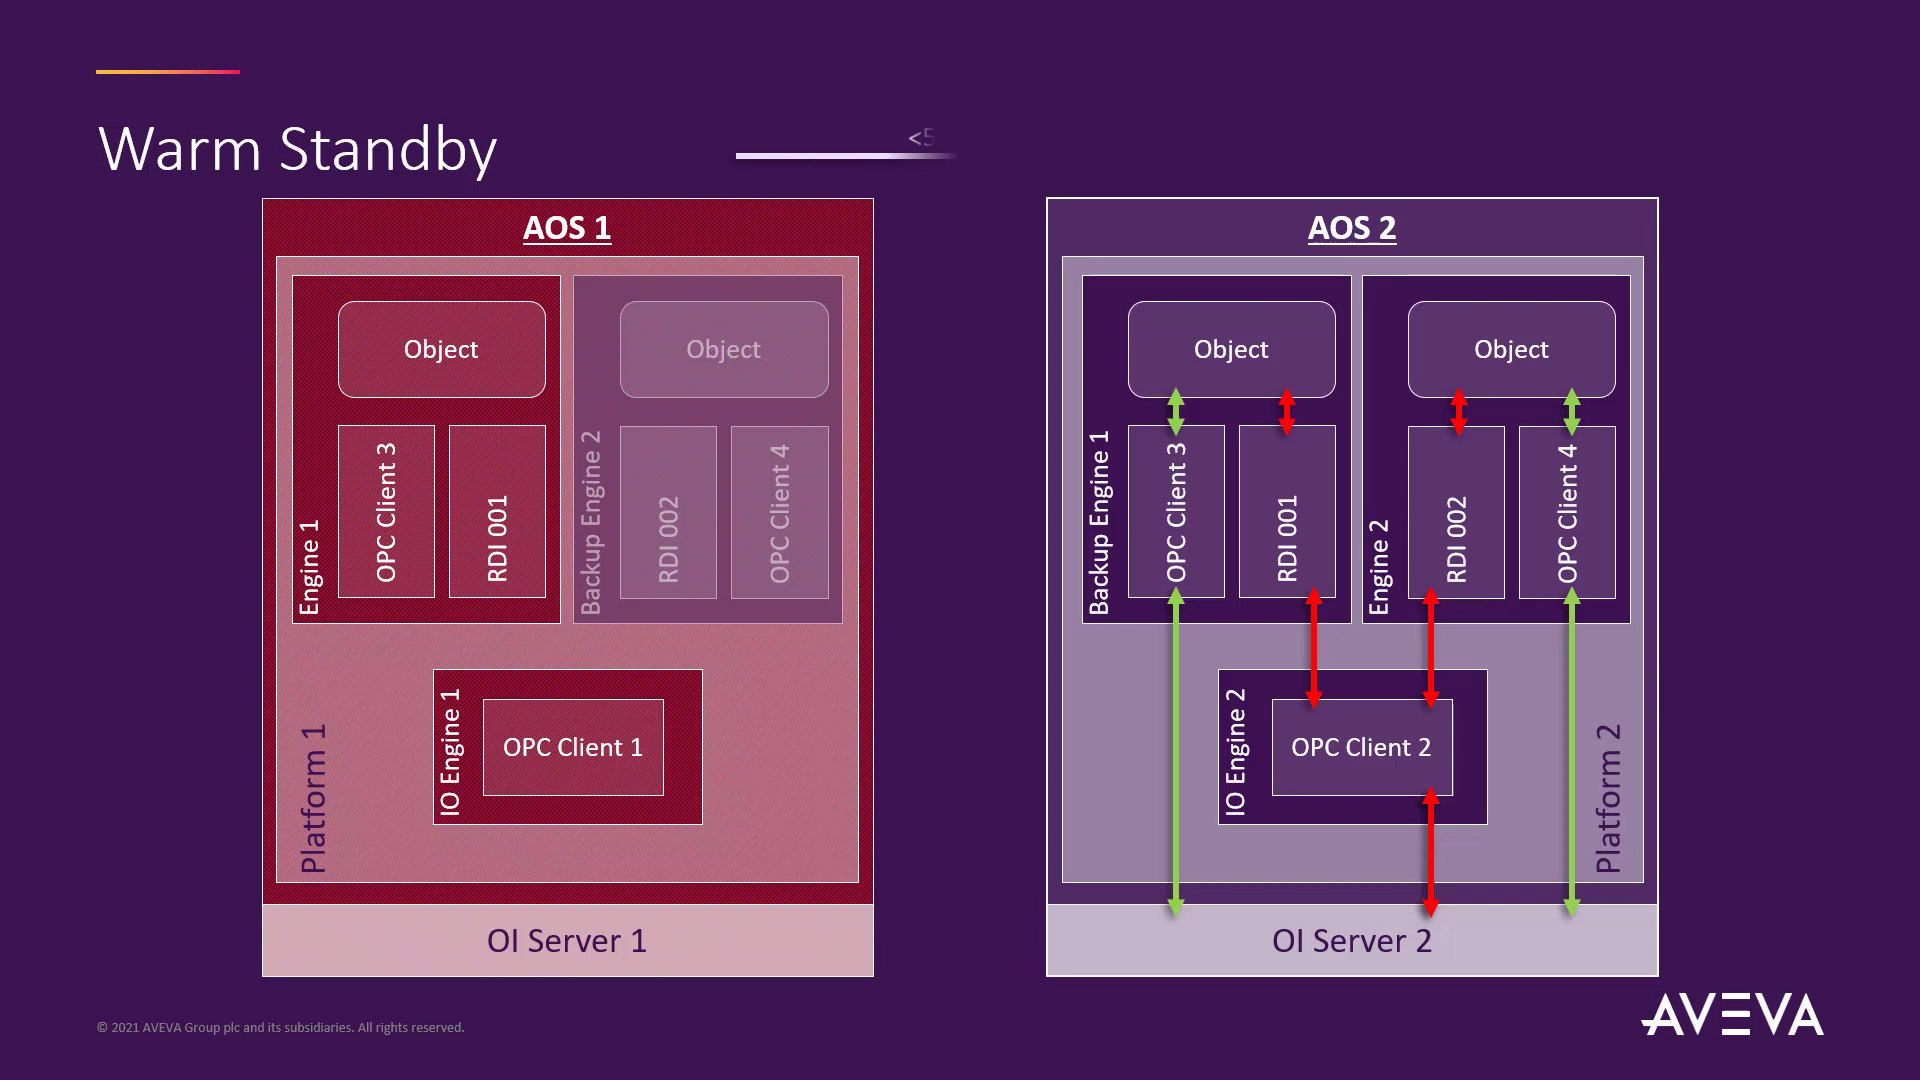 Warm Standby
<5
AOS 1
Object
OPC Client 3
RDI 001
Engine 1
Object
Backup Engine 2
RDI 002
OPC Client 4
IO Engine 1
OPC Client 1
Platform 1
OI Server 1
AOS 2
Object
Backup Engine 1
OPC Client 3
RDI 001
Object
Engine 2
RDI 002
OPC Client 4
IO Engine 2
OPC Client 2
Platform 2
OI Server 2
© 2021 AVEVA Group plc and its subsidiaries. All rights reserved.
AVEVA